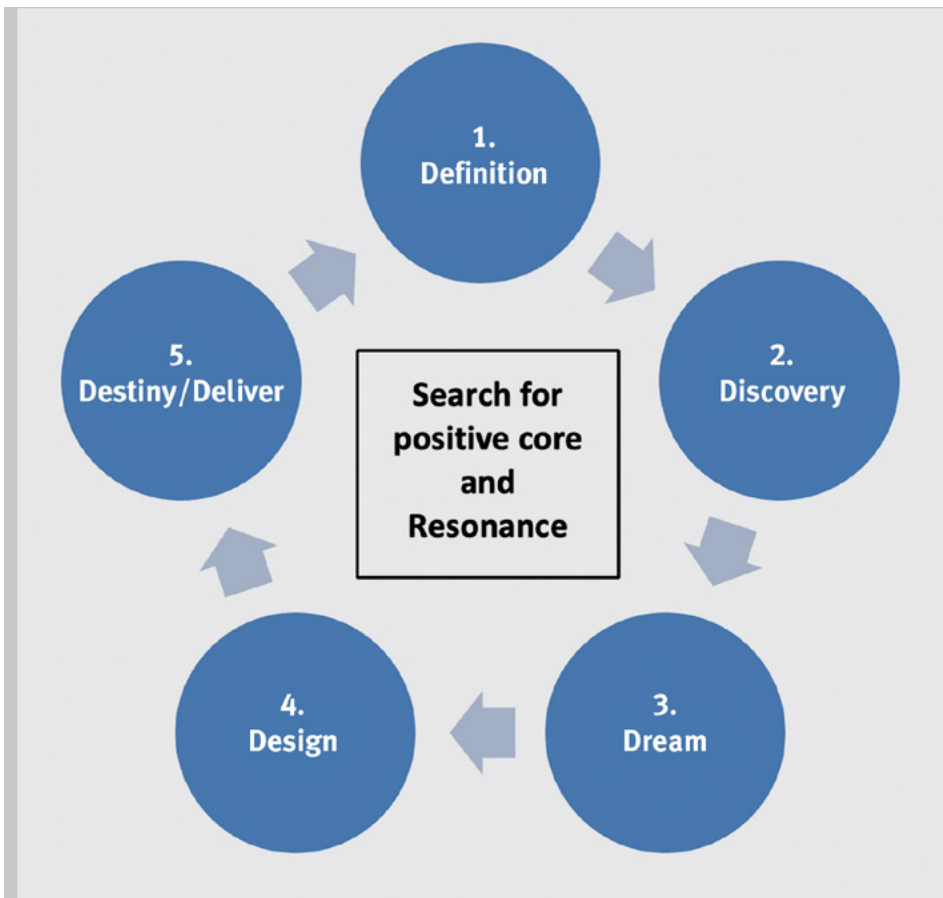 1.
Definition
2.
Discovery
3.
Dream
4.
Design
5.
Destiny/Deliver
Search for
positive core
and
Resonance